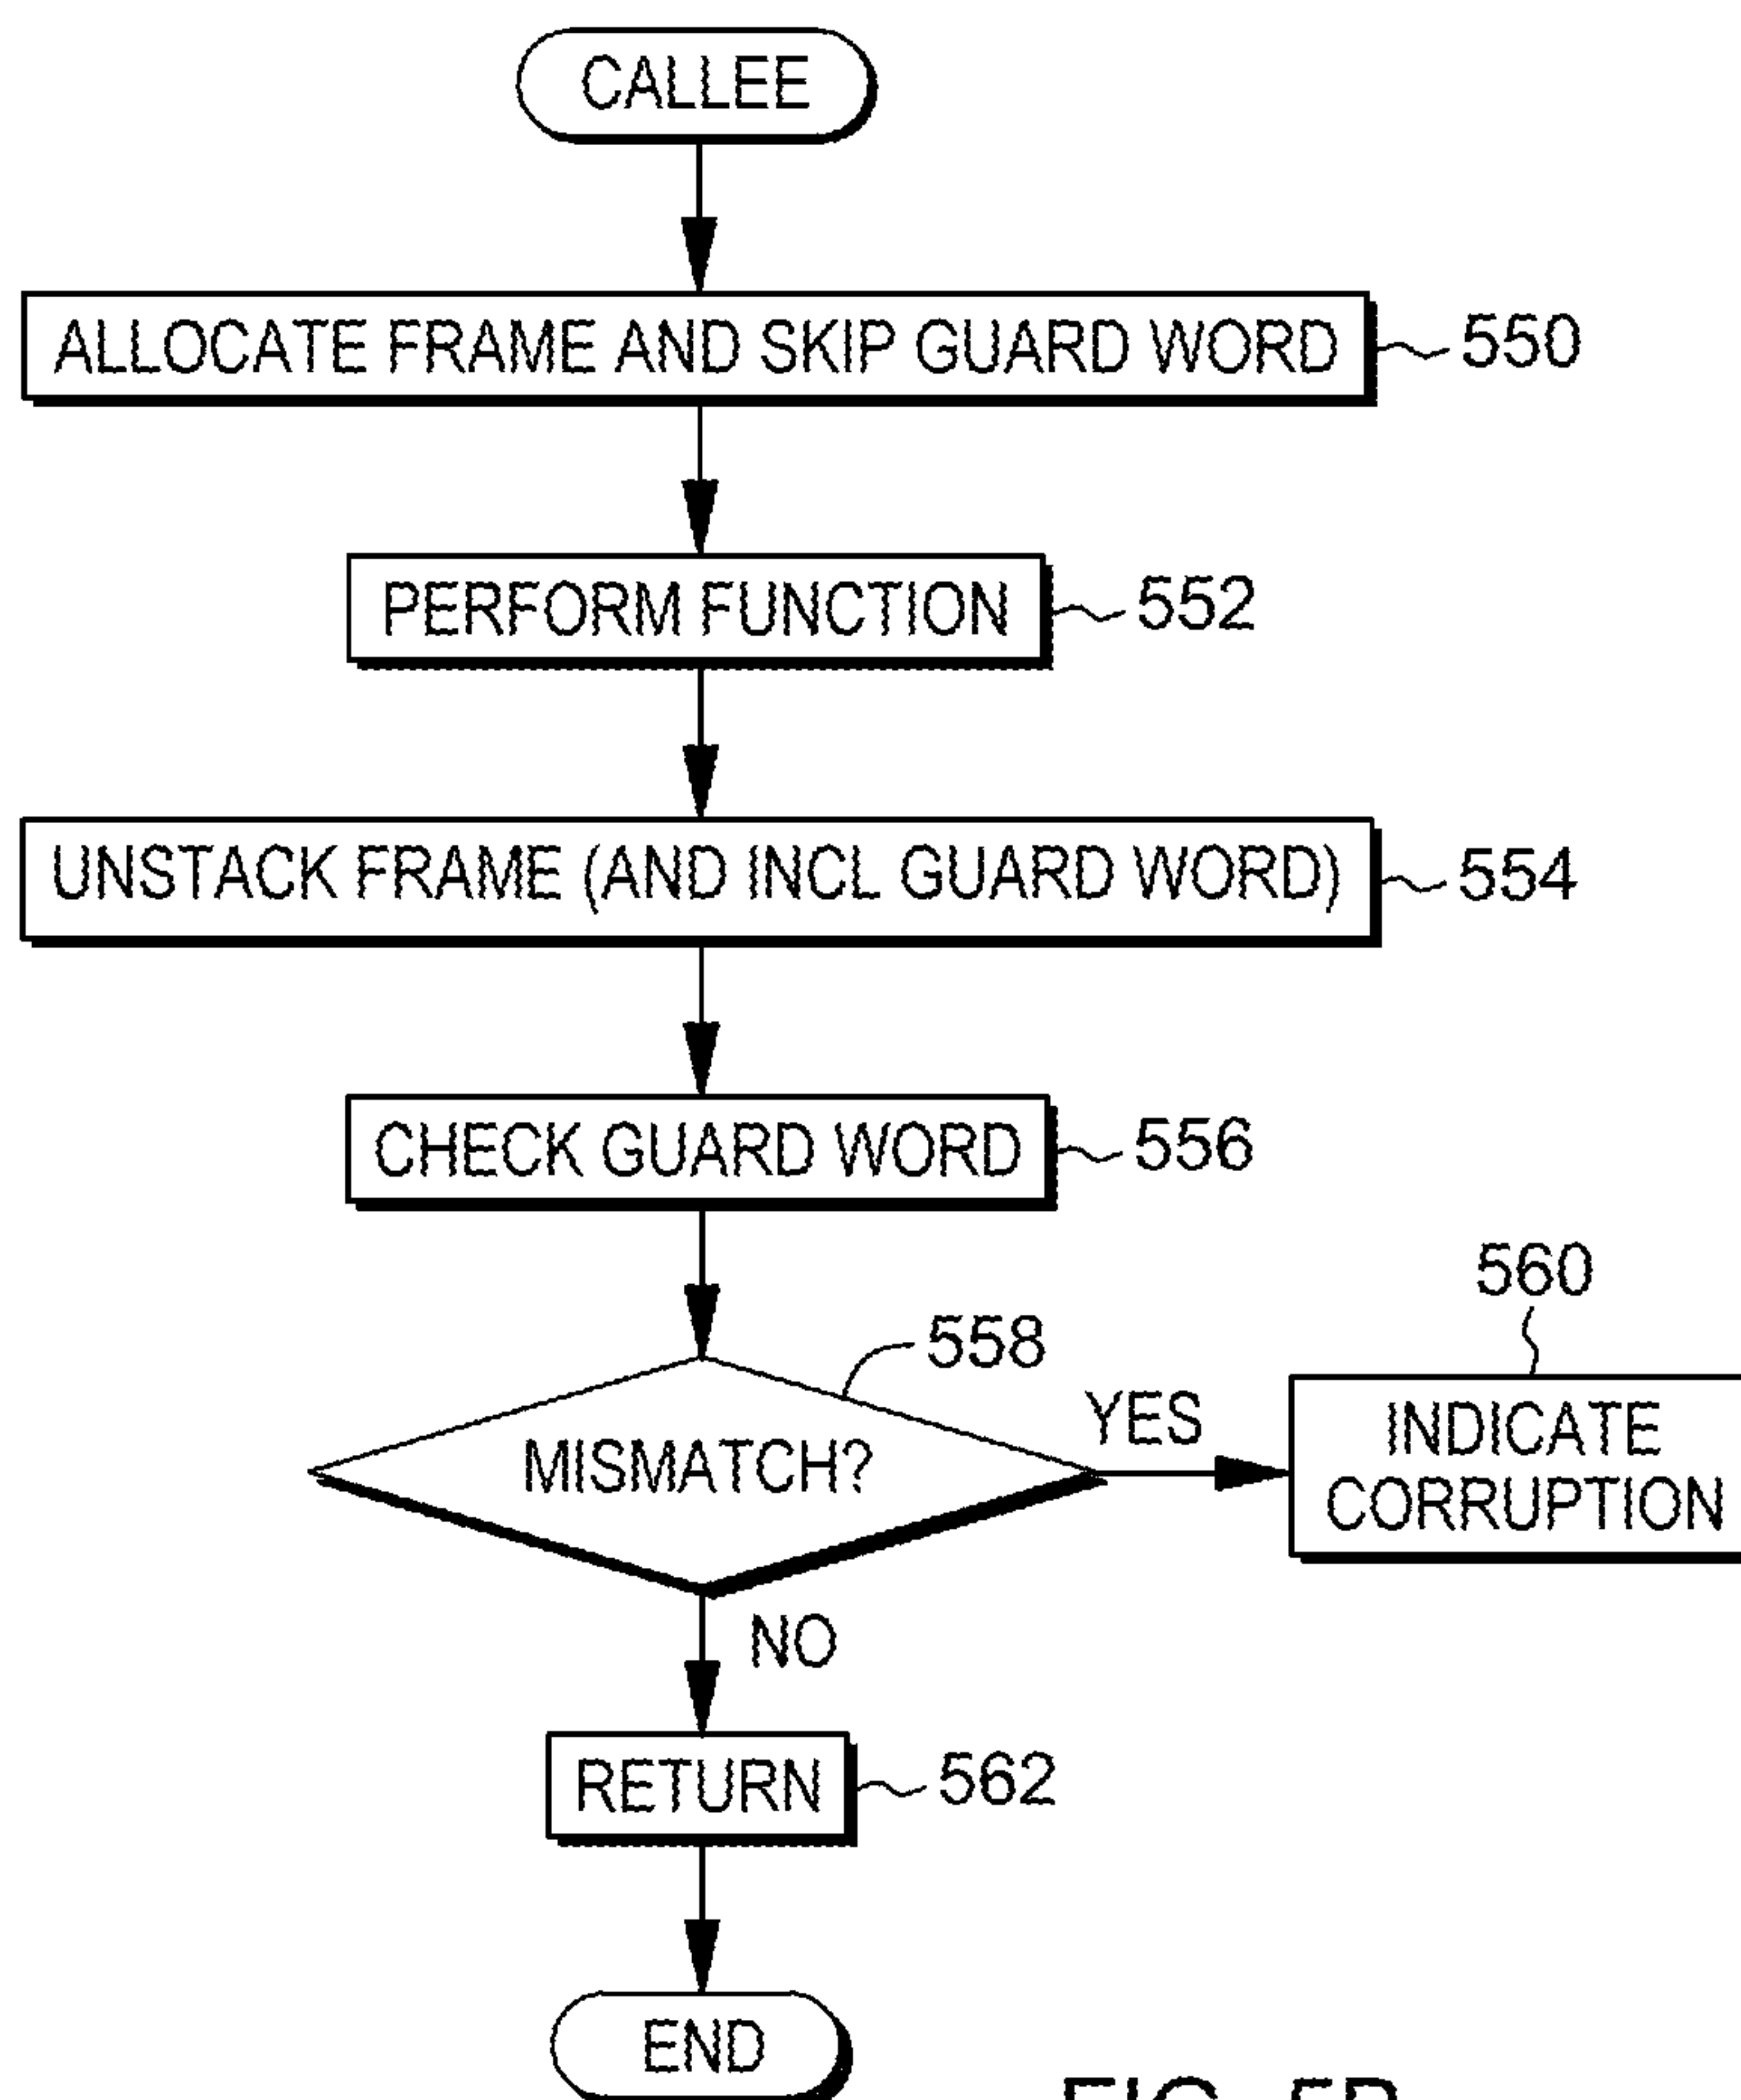 CALLEE
ALLOCATE FRAME AND SKIP GUARD WORD
550
PERFORM FUNCTION
552
UNSTACK FRAME (AND INCL GUARD WORD)
554
CHECK GUARD WORD
556
560
558
YES
INDICATE
CORRUPTION
MISMATCH?
NO
RETURN
562
END